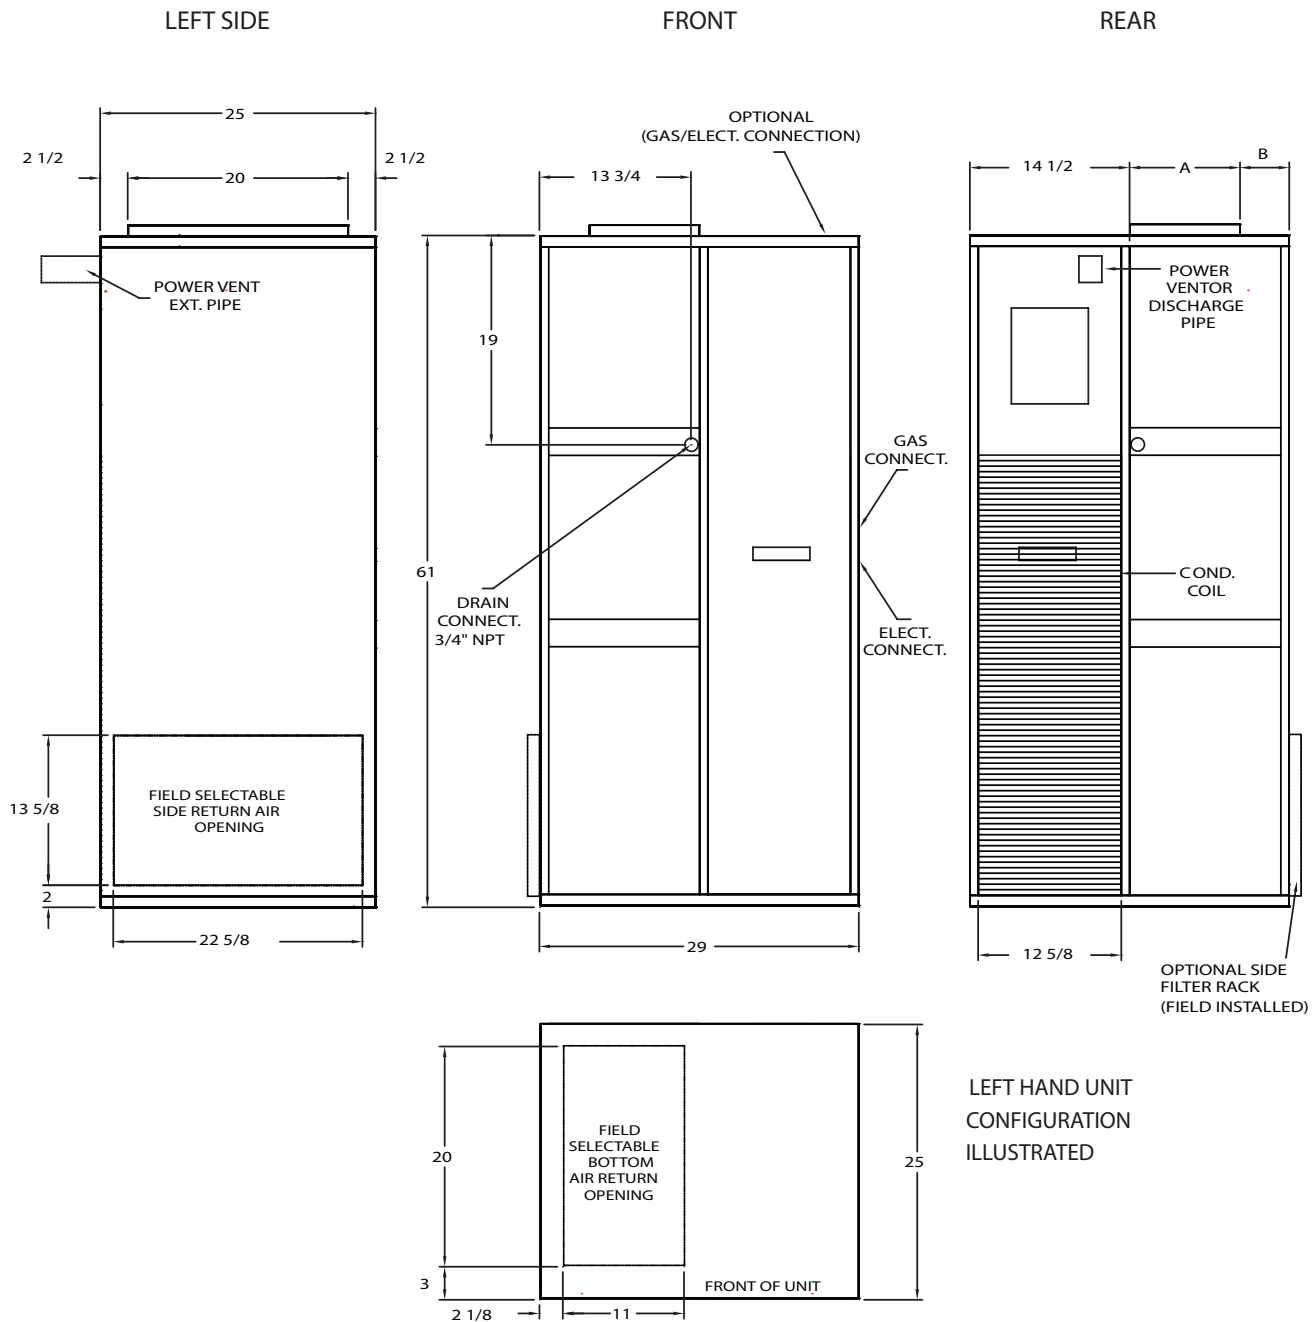 LEFT SIDE
FRONT
REAR
25
2 1/2
2 1/2
20
POWER VENT
EXT. PIPE
FIELD SELECTABLE
SIDE RETURN AIR
OPENING
13 5/8
2
22 5/8
OPTIONAL
(GAS/ELECT. CONNECTION)
13 3/4
19
61
DRAIN
CONNECT.
3/4" NPT
GAS
CONNECT.
ELECT.
CONNECT.
29
14 1/2
A
B
POWER
VENTOR
DISCHARGE
PIPE
COND.
COIL
12 5/8
OPTIONAL SIDE
FILTER RACK
(FIELD INSTALLED)
FIELD
SELECTABLE
BOTTOM
AIR RETURN
OPENING
20
3
2 1/8
11
FRONT OF UNIT
25
LEFT HAND UNIT
CONFIGURATION
ILLUSTRATED